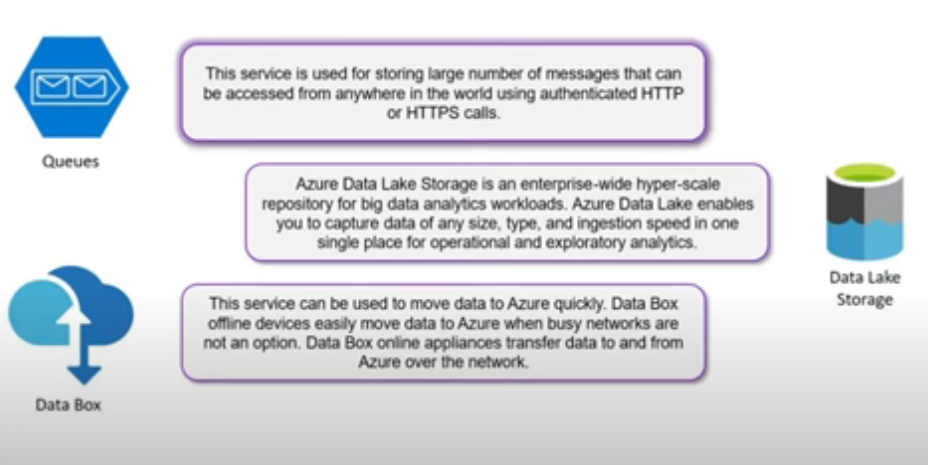 This service is used for storing large number of messages that can
be accessed from anywhere in the world using authenticated HTTP
or HTTPS calls.
Queues
Azure Data Lake Storage is an enterprise-wide hyper-scale
repository for big data analytics workloads. Azure Data Lake enables
you to capture data of any size, type, and ingestion speed in one
single place for operational and exploratory analytics.
Data Lake
Storage
This service can be used to move data to Azure quickly. Data Box
offline devices easily move data to Azure when busy networks are
not an option. Data Box online appliances transfer data to and from
Azure over the network.
Data Box